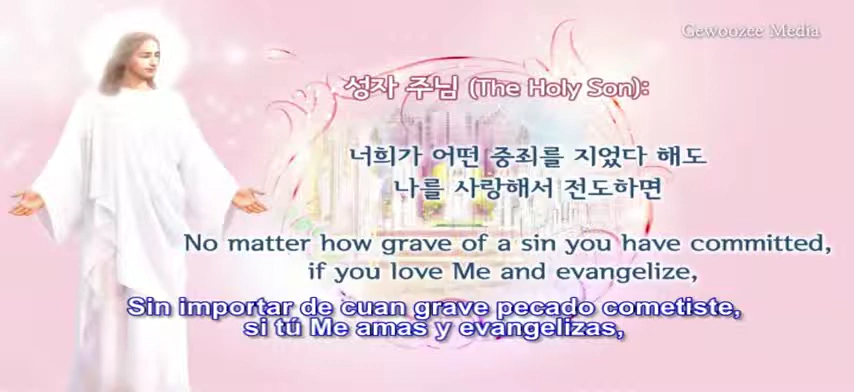 Gewoozee Media
성자 주님 (The Holy Son):
너희가 어떤 중죄를 지었다 해도
나를 사랑해서 전도하면
No matter how grave of a sin you have committed,
if you love Me and evangelize,
Sin importar de cuan grave pecado cometiste,
si tú Me amas y evangelizas,